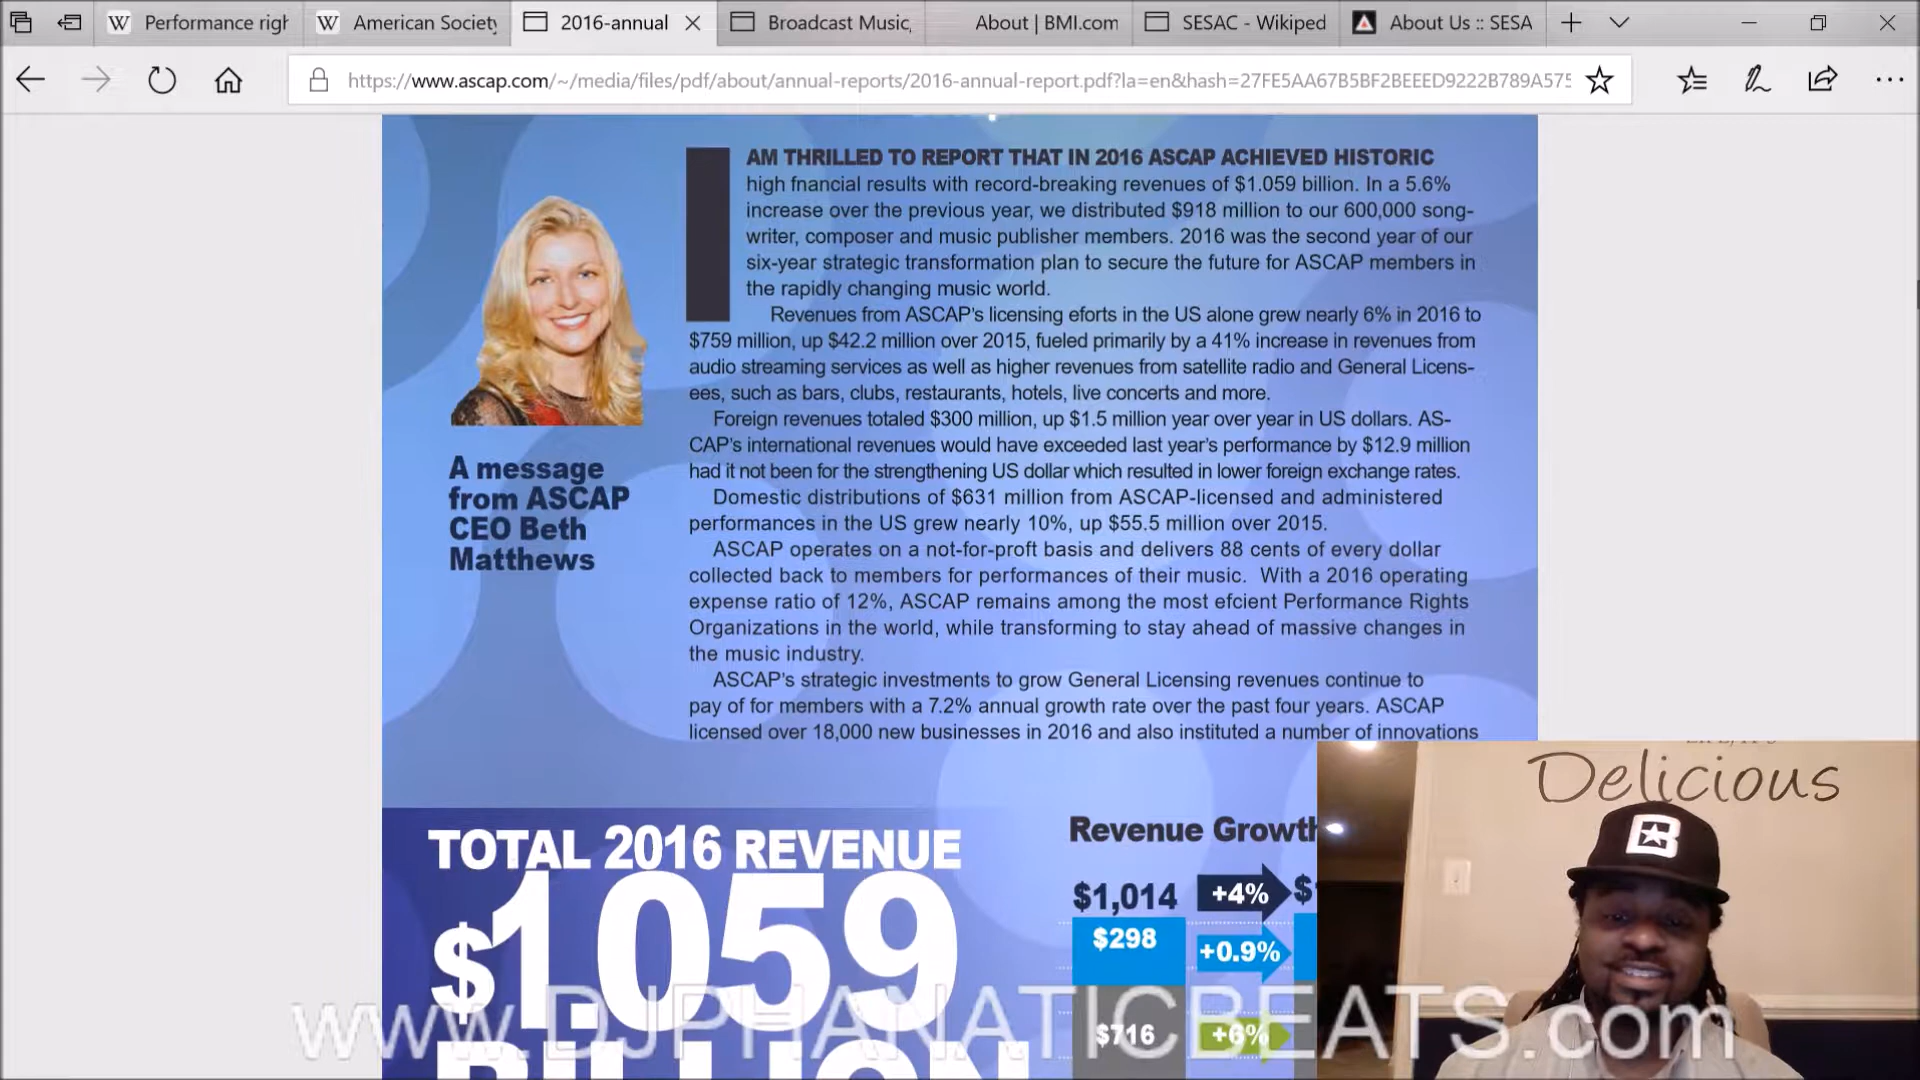 Performance righ
American Society
2016-annual
Broadcast Music,
About | BMI.com
SESAC - Wikiped
About Us :: SESA
https://www.ascap.com/~/media/files/pdf/about/annual-reports/2016-annual-report.pdf?la=en&hash=27FE5AA67B5BF2BEEED9222B789A575
I AM THRILLED TO REPORT THAT IN 2016 ASCAP ACHIEVED HISTORIC
high fnancial results with record-breaking revenues of $1.059 billion. In a 5.6%
increase over the previous year, we distributed $918 million to our 600,000 song-
writer, composer and music publisher members. 2016 was the second year of our
six-year strategic transformation plan to secure the future for ASCAP members in
the rapidly changing music world.
Revenues from ASCAP's licensing eforts in the US alone grew nearly 6% in 2016 to
$759 million, up $42.2 million over 2015, fueled primarily by a 41% increase in revenues from
audio streaming services as well as higher revenues from satellite radio and General Licens-
ees, such as bars, clubs, restaurants, hotels, live concerts and more.
Foreign revenues totaled $300 million, up $1.5 million year over year in US dollars. AS-
CAP's international revenues would have exceeded last year's performance by $12.9 million
had it not been for the strengthening US dollar which resulted in lower foreign exchange rates.
Domestic distributions of $631 million from ASCAP-licensed and administered
performances in the US grew nearly 10%, up $55.5 million over 2015.
ASCAP operates on a not-for-proft basis and delivers 88 cents of every dollar
collected back to members for performances of their music. With a 2016 operating
expense ratio of 12%, ASCAP remains among the most efcient Performance Rights
Organizations in the world, while transforming to stay ahead of massive changes in
the music industry.
ASCAP's strategic investments to grow General Licensing revenues continue to
pay of for members with a 7.2% annual growth rate over the past four years. ASCAP
licensed over 18,000 new businesses in 2016 and also instituted a number of innovations
A message
from ASCAP
CEO Beth
Matthews
TOTAL 2016 REVENUE
$1.059
BILLION
Revenue Growth
$1,014 +4% $
$298 +0.9%
$716 +6%
Delicious
B
www.DJPHANATICBEATS.com